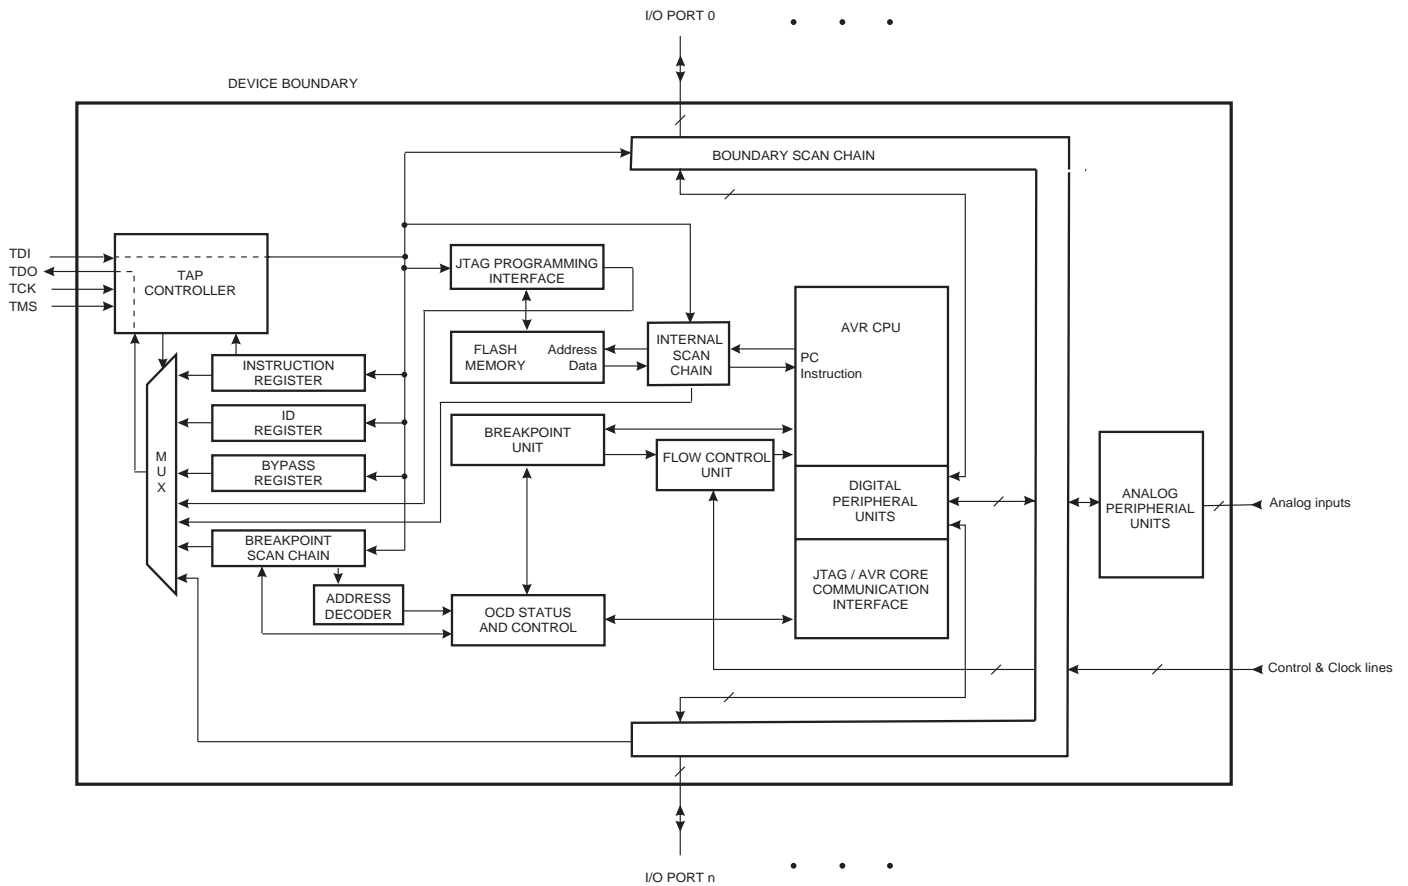 I/O PORT 0
DEVICE BOUNDARY
BOUNDARY SCAN CHAIN
TDI
TDO
TCK
TMS
TAP
CONTROLLER
JTAG PROGRAMMING
INTERFACE
AVR CPU
FLASH
MEMORY
Address
Data
INTERNAL
SCAN
CHAIN
PC
Instruction
INSTRUCTION
REGISTER
ID
REGISTER
M
U
X
BYPASS
REGISTER
BREAKPOINT
UNIT
FLOW CONTROL
UNIT
DIGITAL
PERIPHERAL
UNITS
ANALOG
PERIPHERIAL
UNITS
Analog inputs
BREAKPOINT
SCAN CHAIN
ADDRESS
DECODER
OCD STATUS
AND CONTROL
JTAG / AVR CORE
COMMUNICATION
INTERFACE
Control & Clock lines
I/O PORT n